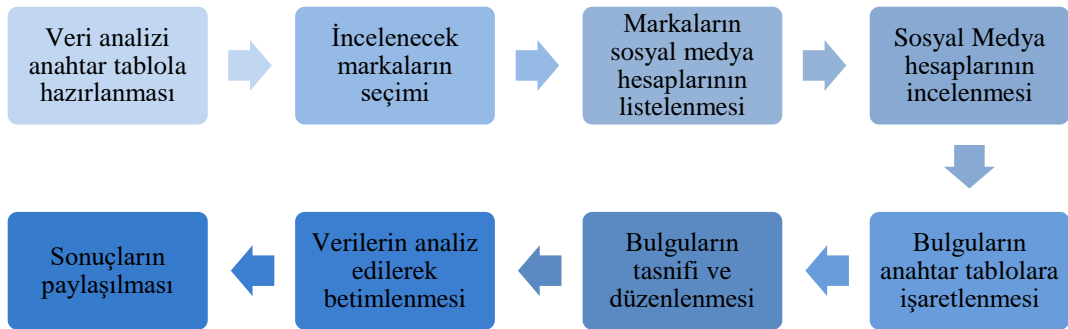 Veri analizi
anahtar tablola
hazırlanması
İncelenecek
markaların
seçimi
Markaların
sosyal medya
hesaplarının
listelenmesi
Sosyal Medya
hesaplarının
incelenmesi
Bulguların
anahtar tablolara
işaretlenmesi
Bulguların
tasnifi ve
düzenlenmesi
Verilerin analiz
edilerek
betimlenmesi
Sonuçların
paylaşılması